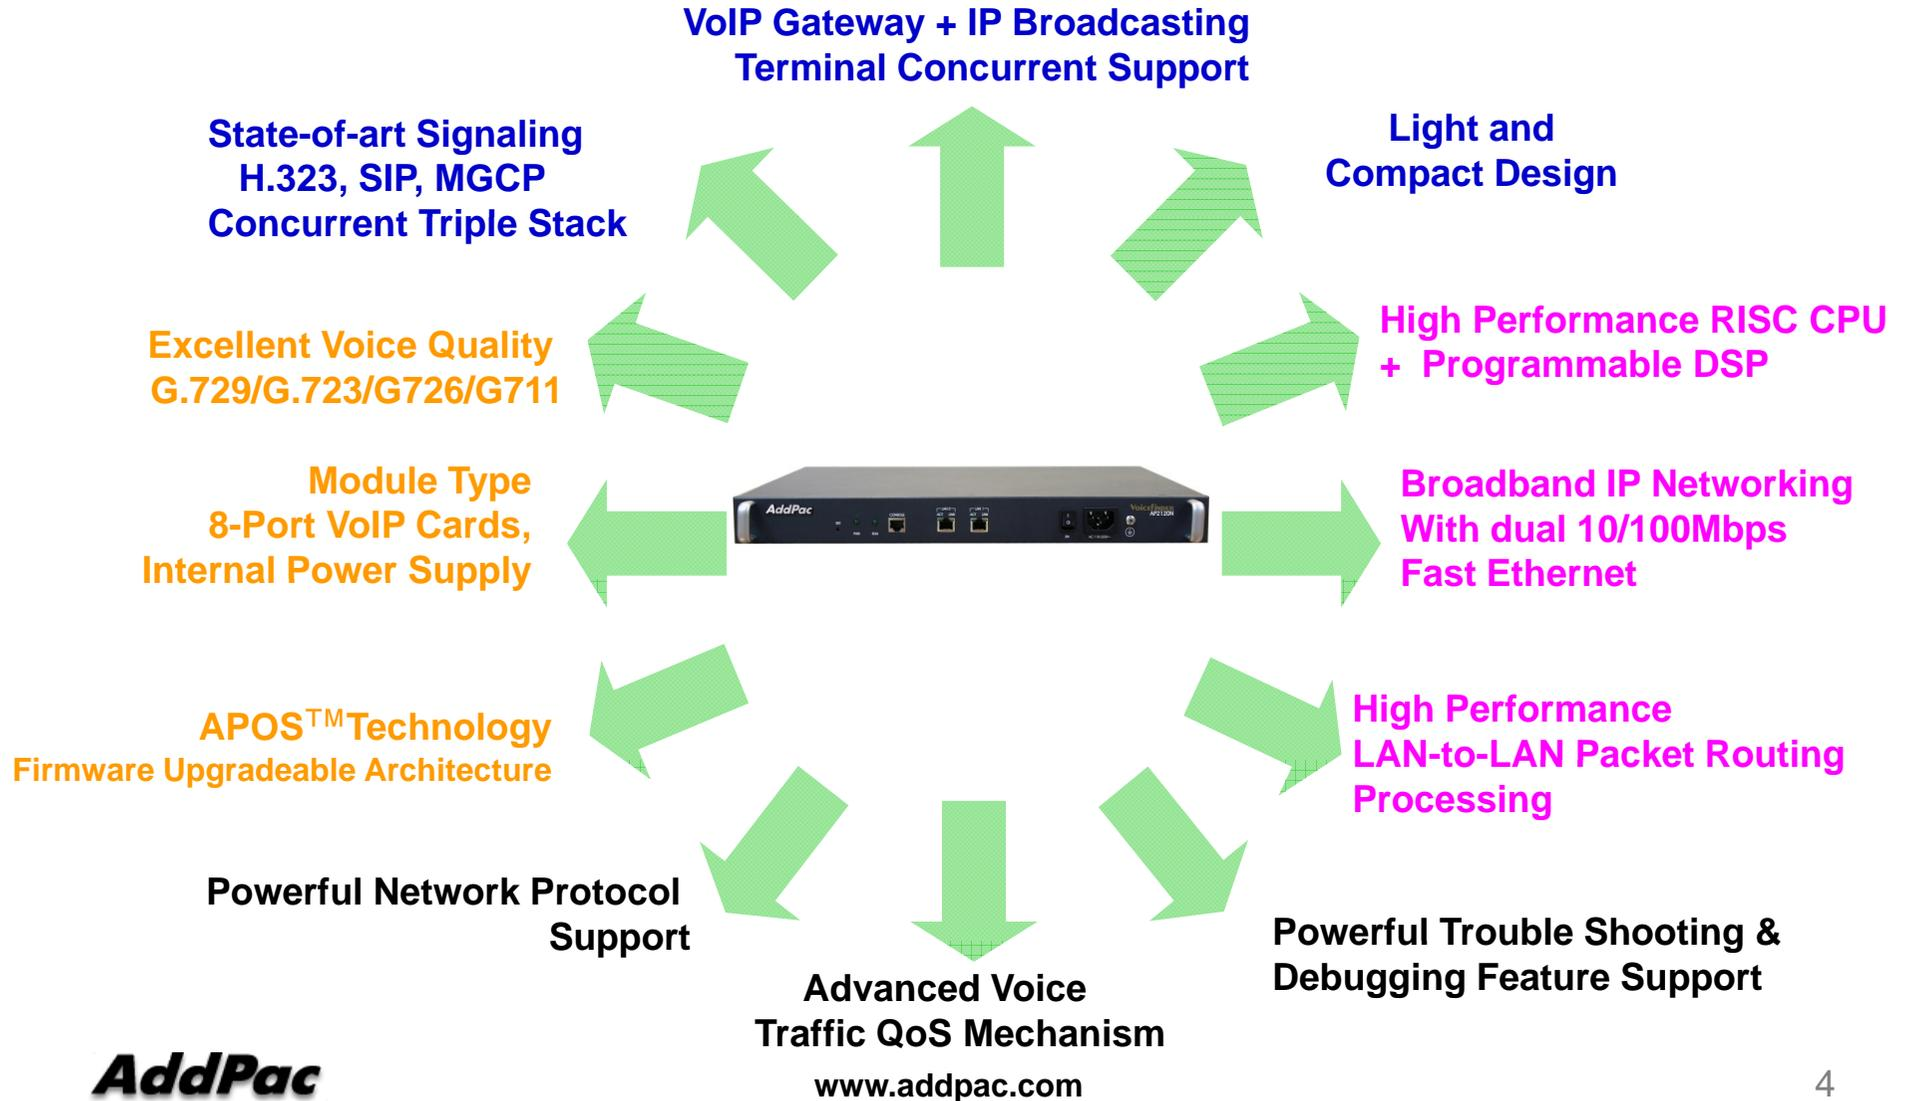 VoIP Gateway + IP Broadcasting
Terminal Concurrent Support
State-of-art Signaling
H.323, SIP, MGCP
Concurrent Triple Stack
Light and
Compact Design
Excellent Voice Quality
G.729/G.723/G726/G711
High Performance RISC CPU
+ Programmable DSP
Module Type
8-Port VoIP Cards,
Internal Power Supply
AddPac
CONSOLE
VoiceFinder
AP2120N
Broadband IP Networking
With dual 10/100Mbps
Fast Ethernet
APOS™Technology
Firmware Upgradeable Architecture
High Performance
LAN-to-LAN Packet Routing
Processing
Powerful Network Protocol
Support
Advanced Voice
Traffic QoS Mechanism
Powerful Trouble Shooting &
Debugging Feature Support
AddPac
www.addpac.com
4